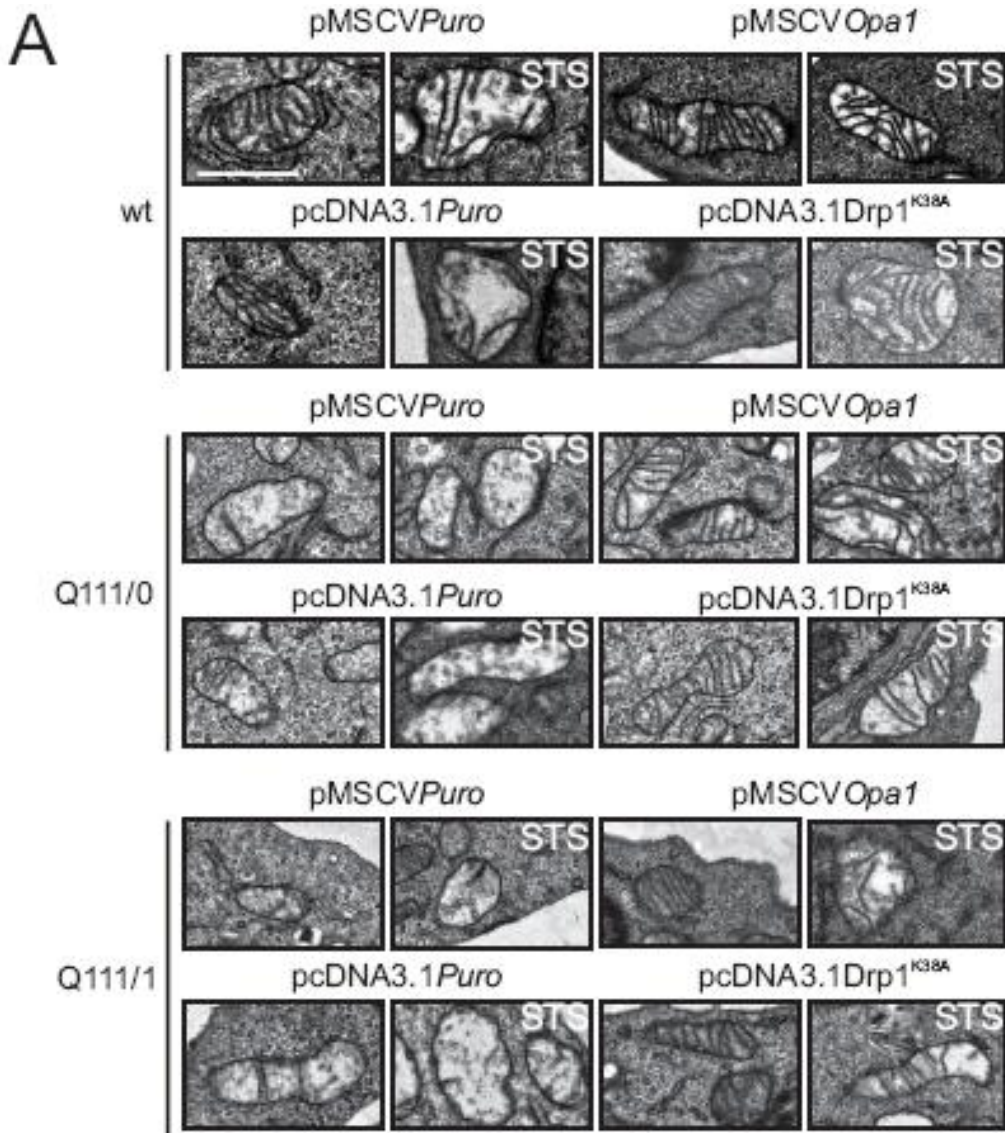 A
pMSCVPuro pMSCVOpa1
STS STS
wt
pcDNA3.1Puro pcDNA3.1Drp1ᴷ³⁸ᴬ
STS STS
pMSCVPuro pMSCVOpa1
STS STS
Q111/0
pcDNA3.1Puro pcDNA3.1Drp1ᴷ³⁸ᴬ
STS STS
pMSCVPuro pMSCVOpa1
STS STS
Q111/1
pcDNA3.1Puro pcDNA3.1Drp1ᴷ³⁸ᴬ
STS STS